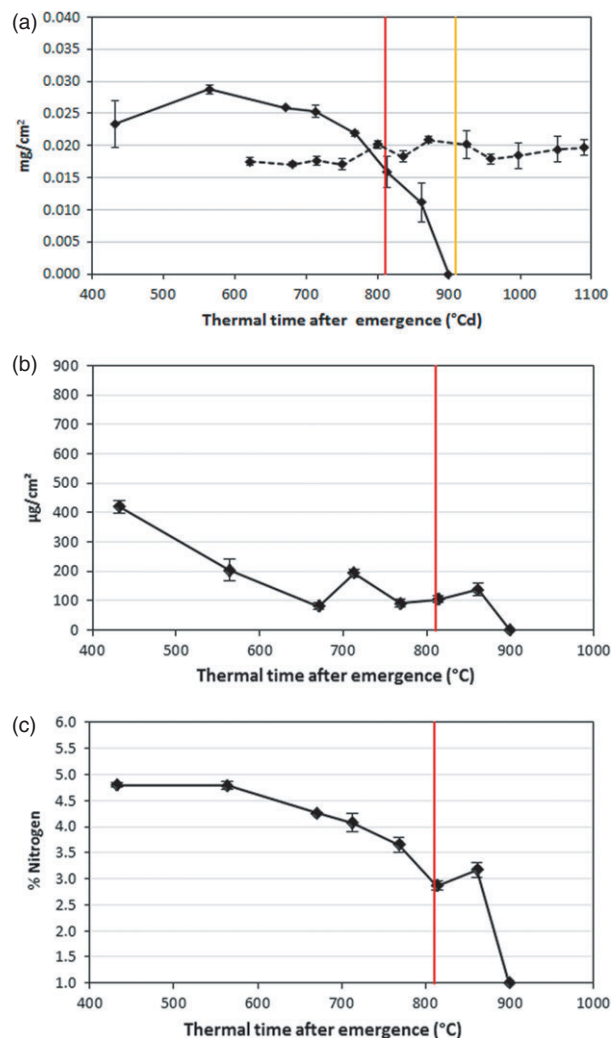 (a)
0.040
0.035
0.030
0.025
0.020
0.015
0.010
0.005
0.000
mg/cm²
400 500 600 700 800 900 1000 1100
Thermal time after emergence (°Cd)
(b)
900
800
700
600
500
400
300
200
100
0
µg/cm²
400 500 600 700 800 900 1000
Thermal time after emergence (°C)
(c)
6.0
5.5
5.0
4.5
4.0
3.5
3.0
2.5
2.0
1.5
1.0
% Nitrogen
400 500 600 700 800 900 1000
Thermal time after emergence (°C)